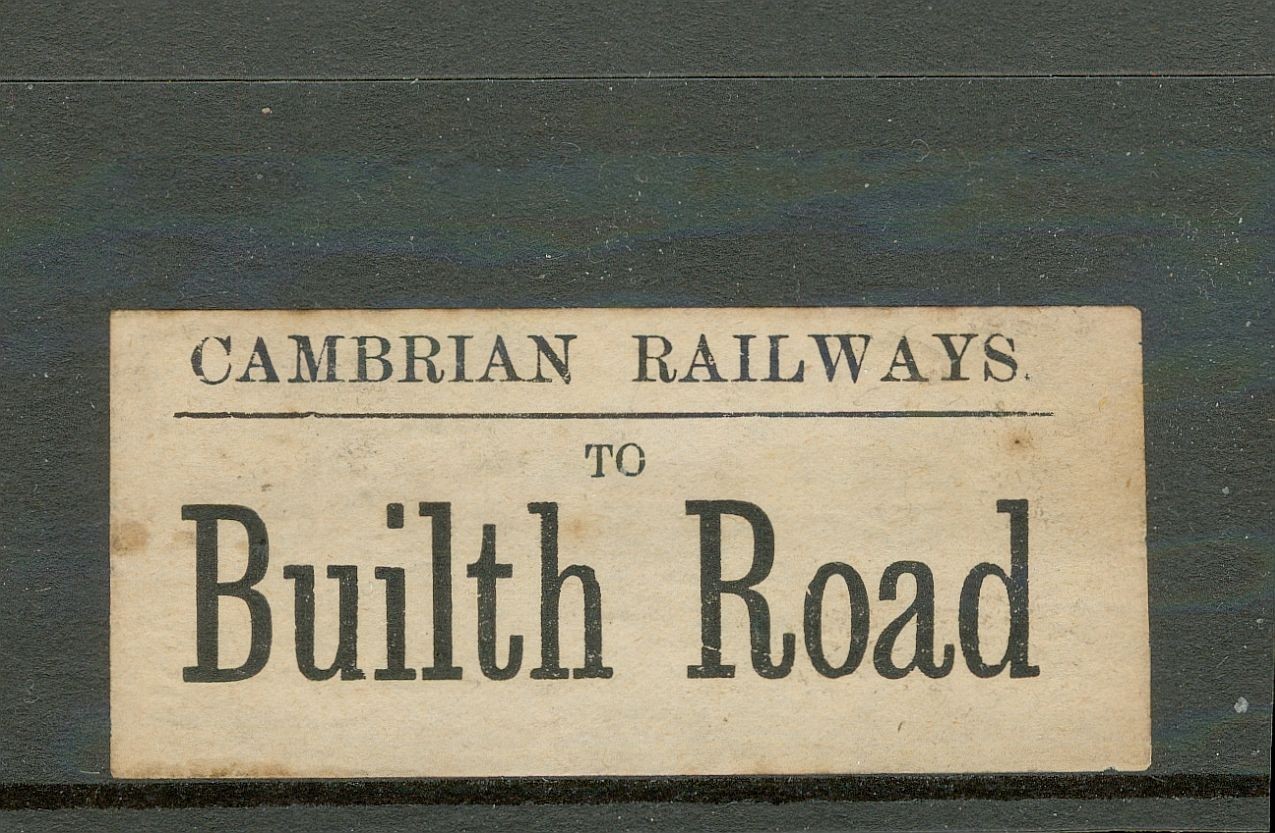 CAMBRIAN RAILWAYS.
TO
Builth Road